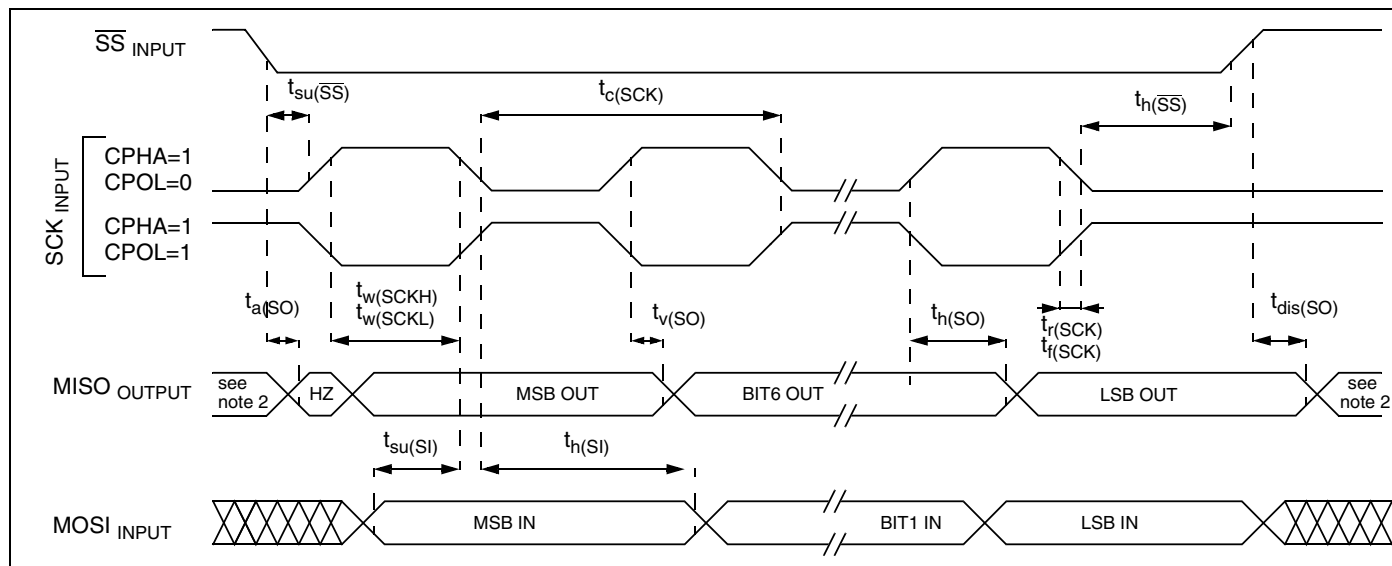 SS INPUT
tsu(SS)
tc(SCK)
th(SS)
SCK INPUT
CPHA=1
CPOL=0
CPHA=1
CPOL=1
ta(SO)
tw(SCKH)
tw(SCKL)
tv(SO)
th(SO)
tr(SCK)
tf(SCK)
tdis(SO)
MISO OUTPUT
see
note 2
HZ
MSB OUT
BIT6 OUT
LSB OUT
see
note 2
tsu(SI)
th(SI)
MOSI INPUT
MSB IN
BIT1 IN
LSB IN